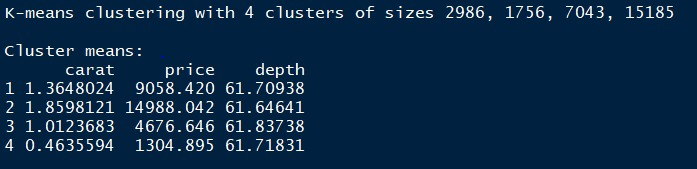 K-means clustering with 4 clusters of sizes 2986, 1756, 7043, 15185
Cluster means:
carat price depth
1 1.3648024 9058.420 61.70938
2 1.8598121 14988.042 61.64641
3 1.0123683 4676.646 61.83738
4 0.4635594 1304.895 61.71831